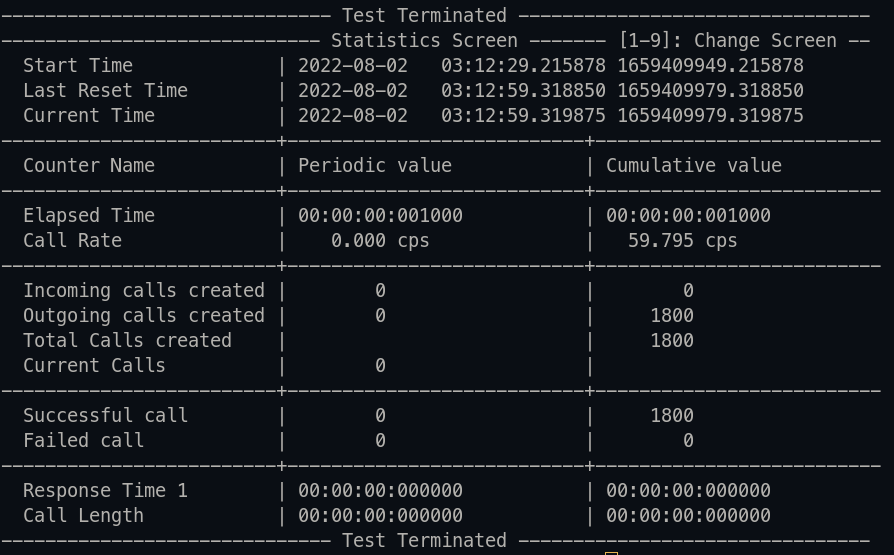 ------------------------------ Test Terminated --------------------------------
----------------------------- Statistics Screen ------- [1-9]: Change Screen --
  Start Time             | 2022-08-02   03:12:29.215878 1659409949.215878
  Last Reset Time        | 2022-08-02   03:12:59.318850 1659409979.318850
  Current Time           | 2022-08-02   03:12:59.319875 1659409979.319875
-------------------------+---------------------------+--------------------------
  Counter Name           | Periodic value            | Cumulative value
-------------------------+---------------------------+--------------------------
  Elapsed Time           | 00:00:00:001000           | 00:00:00:001000
  Call Rate              |    0.000 cps              |   59.795 cps
-------------------------+---------------------------+--------------------------
  Incoming calls created |        0                  |        0
  Outgoing calls created |        0                  |     1800
  Total Calls created    |                           |     1800
  Current Calls          |        0                  |
-------------------------+---------------------------+--------------------------
  Successful call        |        0                  |     1800
  Failed call            |        0                  |        0
-------------------------+---------------------------+--------------------------
  Response Time 1        | 00:00:00:000000           | 00:00:00:000000
  Call Length            | 00:00:00:000000           | 00:00:00:000000
------------------------------ Test Terminated --------------------------------